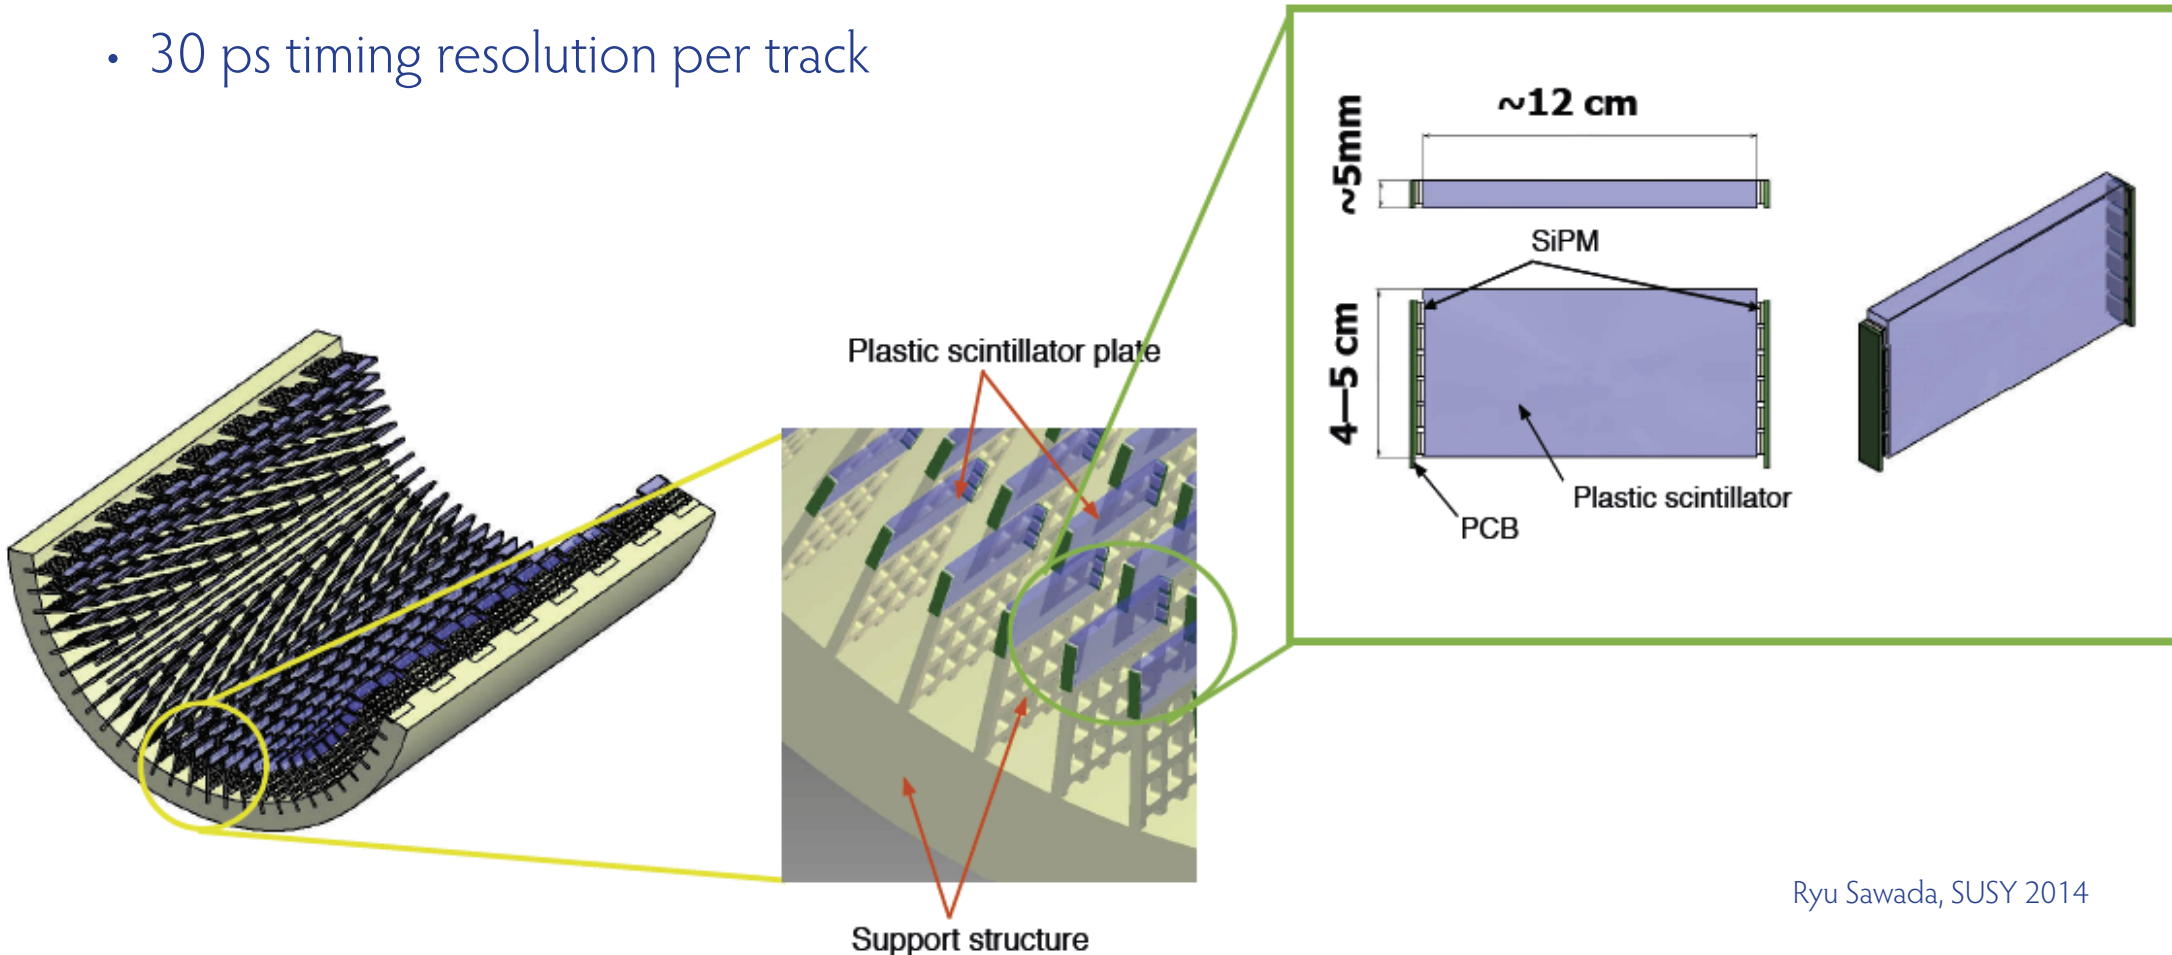 • 30 ps timing resolution per track
~12 cm
~5mm
SiPM
4—5 cm
Plastic scintillator plate
Plastic scintillator
PCB
Ryu Sawada, SUSY 2014
Support structure